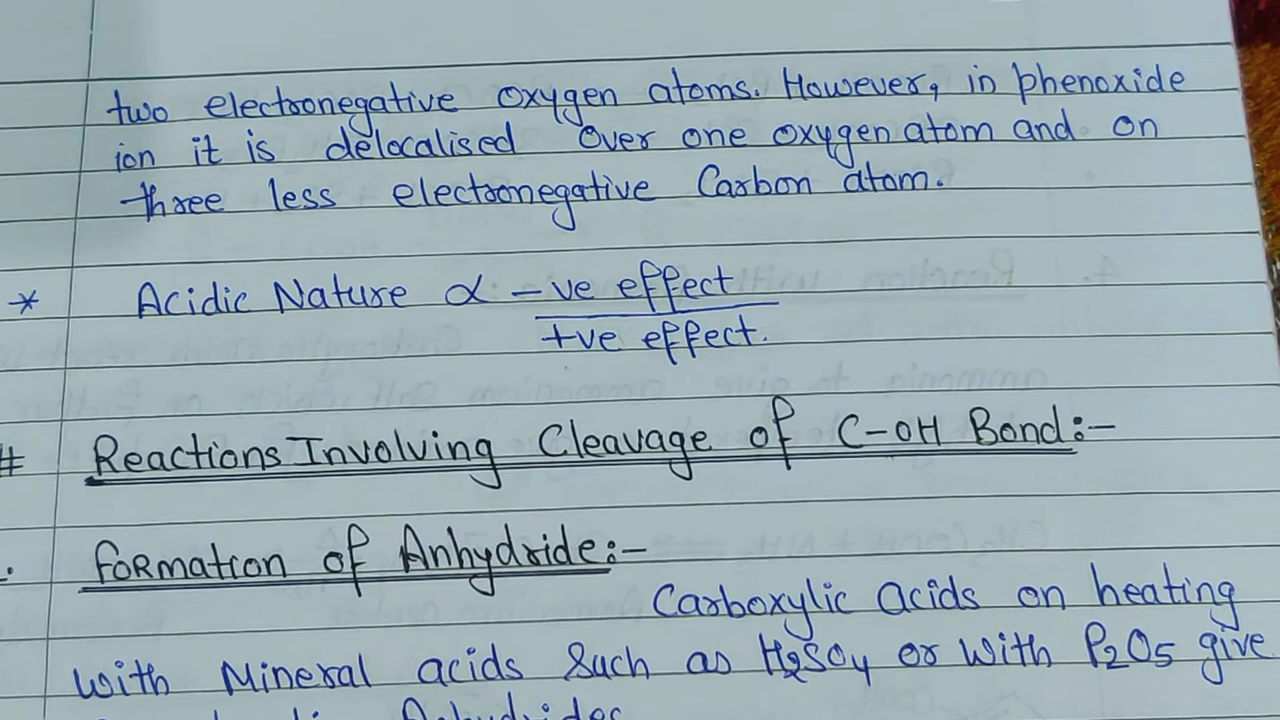 two electronegative oxygen atoms. However, in phenoxide
ion it is delocalised over one oxygen atom and on
three less electronegative Carbon atom.
* Acidic Nature α -ve effect
+ve effect.
# Reactions Involving Cleavage of C-OH Bond:-
Formation of Anhydride:-
Carboxylic acids on heating
with Mineral acids Such as H2SO4 or with P2O5 give
Anhydrides